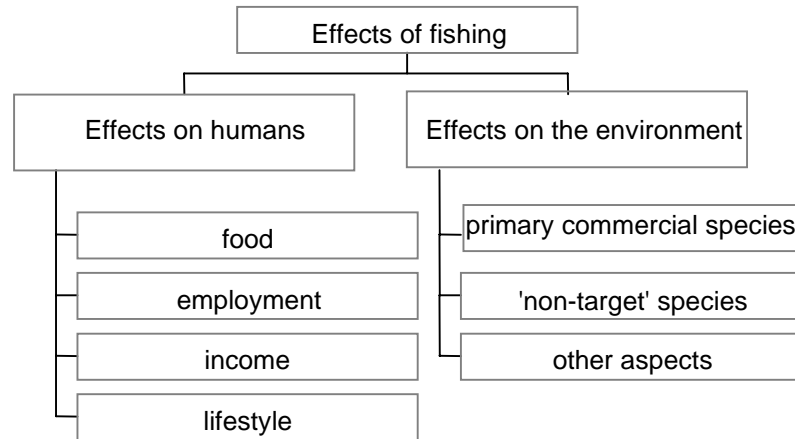 Effects of fishing
Effects on humans
Effects on the environment
food
employment
income
lifestyle
primary commercial species
'non-target' species
other aspects